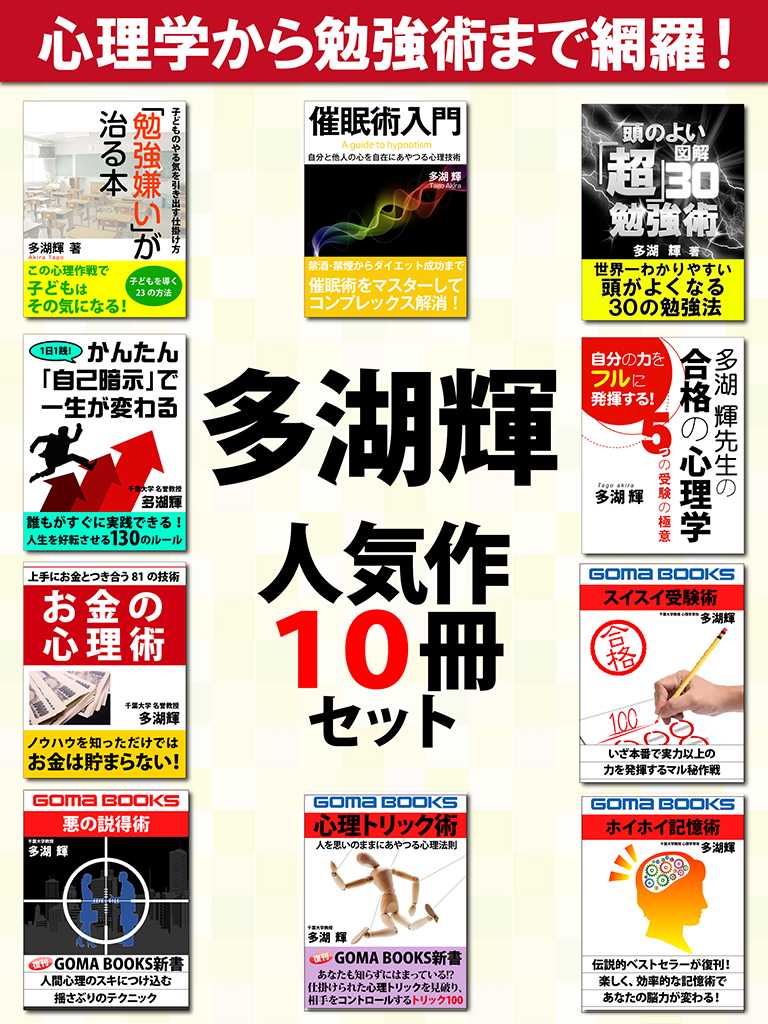 心理学から勉強術まで網羅！
子どものやる気を引き出す仕掛け方
「勉強嫌い」が
治る本
多湖輝 著
Akira Tago
この心理作戦で
子どもは
その気になる！
子どもを導く
23の方法
催眠術入門
A guide to hypnotism
自分と他人の心を自在にあやつる心理技術
多湖 輝
Tago Akira
禁酒・禁煙からダイエット成功まで
催眠術をマスターして
コンプレックス解消！
頭のよい
「超」図解30
勉強術
多湖 輝 著
世界一わかりやすい
頭がよくなる
30の勉強法
1日1践！
かんたん
「自己暗示」で
一生が変わる
千葉大学 名誉教授
多湖輝
誰もがすぐに実践できる！
人生を好転させる130のルール
多湖輝
人気作
10冊
セット
多湖 輝先生の
合格の心理学
5つの受験の極意
自分の力を
フルに
発揮する！
Tago akira
多湖 輝
上手にお金とつき合う81の技術
お金の
心理術
千葉大学 名誉教授
多湖輝
ノウハウを知っただけでは
お金は貯まらない！
GOMA BOOKS
スイスイ受験術
多湖輝
合格
100
いざ本番で実力以上の
力を発揮するマル秘作戦
GOMA BOOKS
悪の説得術
千葉大学教授
多湖 輝
復刊 GOMA BOOKS新書
人間心理のスキにつけ込む
揺さぶりのテクニック
GOMA BOOKS
心理トリック術
人を思いのままにあやつる心理法則
千葉大学教授
多湖 輝
復刊 GOMA BOOKS新書
あなたも知らずにはまっている!?
仕掛けられた心理トリックを見破り、
相手をコントロールするトリック100
GOMA BOOKS
ホイホイ記憶術
多湖輝
伝説的ベストセラーが復刊！
楽しく、効率的な記憶術で
あなたの脳力が変わる！